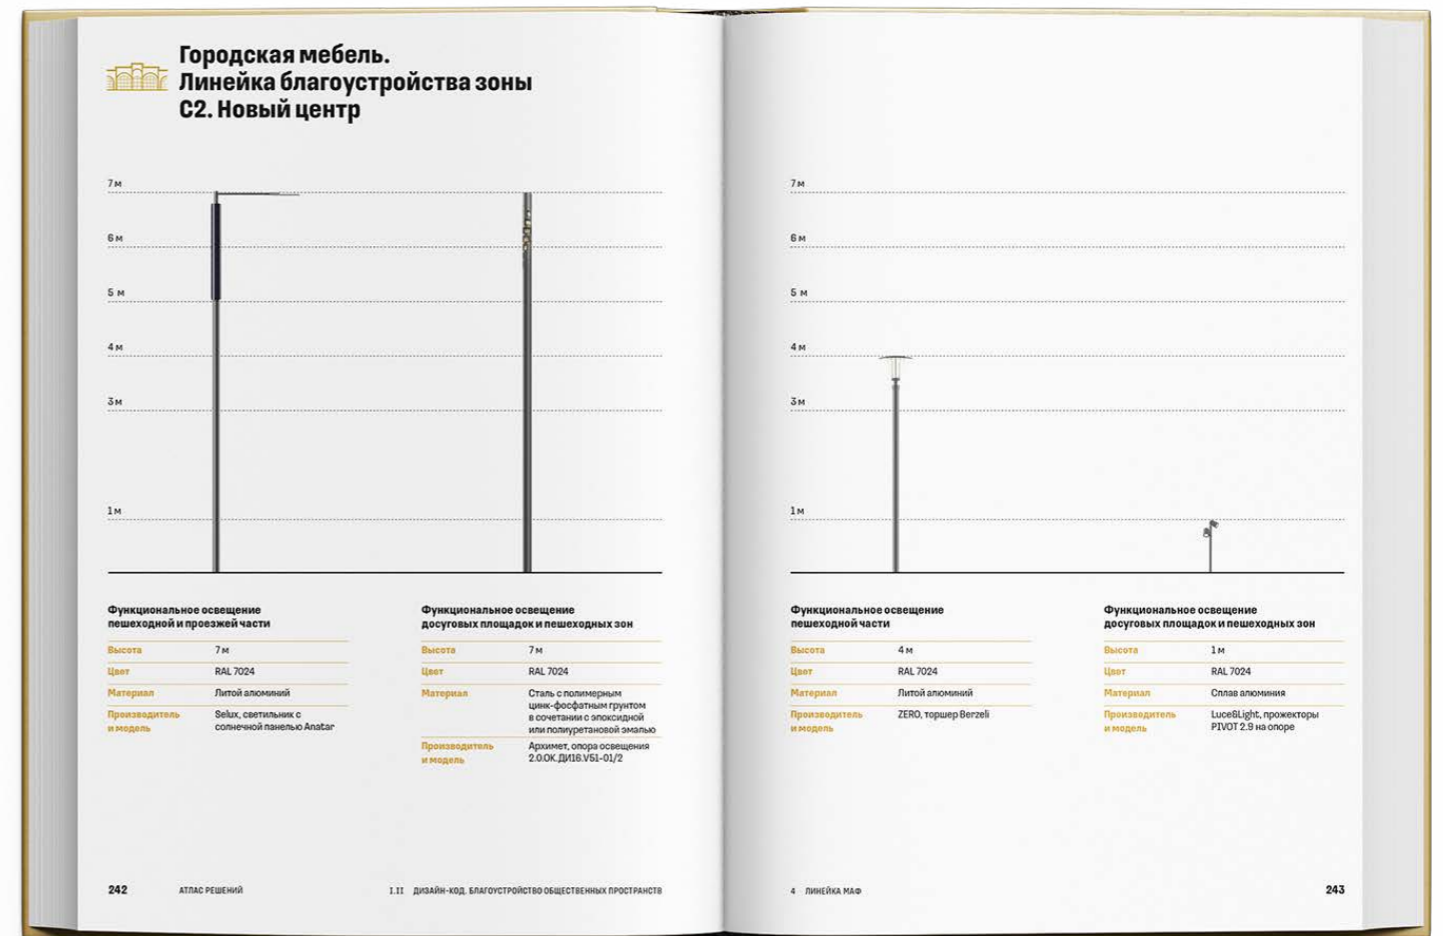 Городская мебель.
Линейка благоустройства зоны
С2. Новый центр
7 м
6 м
5 м
4 м
3 м
1 м
Функциональное освещение
пешеходной и проезжей части
Высота 7 м
Цвет RAL 7024
Материал Литой алюминий
Производитель Selux, светильник с
и модель солнечной панелью Anatar
Функциональное освещение
досуговых площадок и пешеходных зон
Высота 7 м
Цвет RAL 7024
Материал Сталь с полимерным
цинк-фосфатным грунтом
в сочетании с эпоксидной
или полиуретановой эмалью
Производитель Архимет, опора освещения
и модель 2.0.ОК.ДИ16.V51-01/2
242 АТЛАС РЕШЕНИЙ I.II ДИЗАЙН-КОД. БЛАГОУСТРОЙСТВО ОБЩЕСТВЕННЫХ ПРОСТРАНСТВ
7 м
6 м
5 м
4 м
3 м
1 м
Функциональное освещение
пешеходной части
Высота 4 м
Цвет RAL 7024
Материал Литой алюминий
Производитель ZERO, торшер Berzeli
и модель
Функциональное освещение
досуговых площадок и пешеходных зон
Высота 1 м
Цвет RAL 7024
Материал Сплав алюминия
Производитель Luce&Light, прожекторы
и модель PIVOT 2.9 на опоре
4 ЛИНЕЙКА МАФ 243